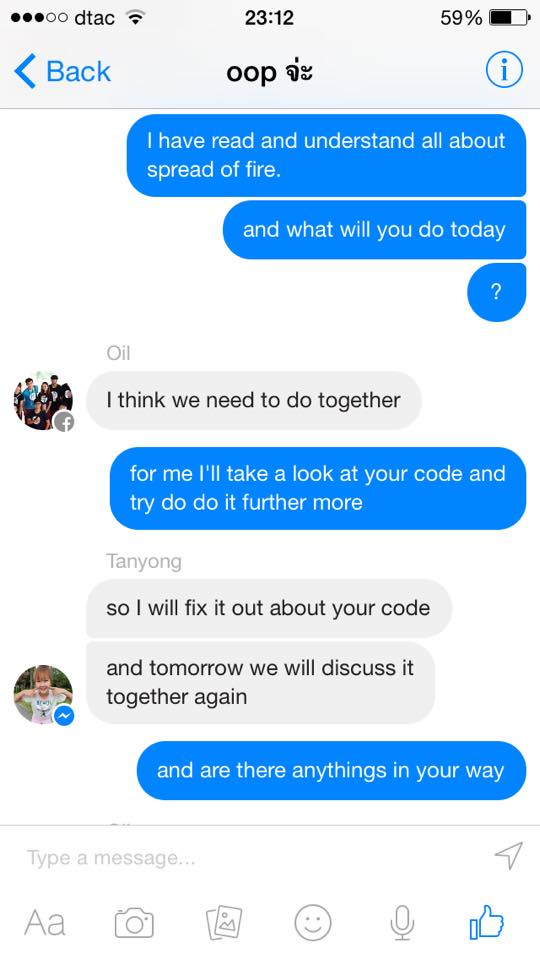 dtac 23:12 59%
Back oop จ่ะ
I have read and understand all about
spread of fire.
and what will you do today
?
Oil
I think we need to do together
for me I'll take a look at your code and
try do do it further more
Tanyong
so I will fix it out about your code
and tomorrow we will discuss it
together again
and are there anythings in your way
Type a message...
Aa